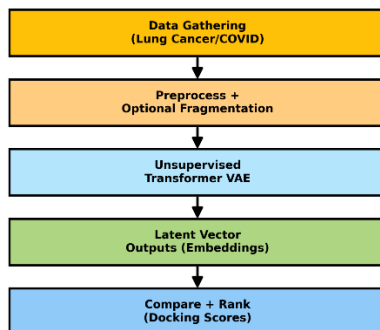 Data Gathering
(Lung Cancer/COVID)
Preprocess +
Optional Fragmentation
Unsupervised
Transformer VAE
Latent Vector
Outputs (Embeddings)
Compare + Rank
(Docking Scores)